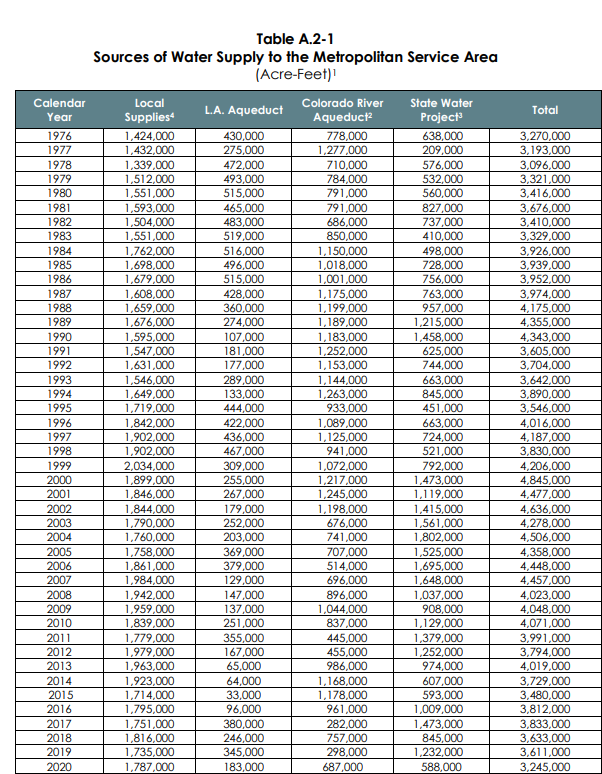 Table A.2-1
Sources of Water Supply to the Metropolitan Service Area
(Acre-Feet)¹
Calendar Year Local Supplies⁴ L.A. Aqueduct Colorado River Aqueduct² State Water Project³ Total
1976 1,424,000 430,000 778,000 638,000 3,270,000
1977 1,432,000 275,000 1,277,000 209,000 3,193,000
1978 1,339,000 472,000 710,000 576,000 3,096,000
1979 1,512,000 493,000 784,000 532,000 3,321,000
1980 1,551,000 515,000 791,000 560,000 3,416,000
1981 1,593,000 465,000 791,000 827,000 3,676,000
1982 1,504,000 483,000 686,000 737,000 3,410,000
1983 1,551,000 519,000 850,000 410,000 3,329,000
1984 1,762,000 516,000 1,150,000 498,000 3,926,000
1985 1,698,000 496,000 1,018,000 728,000 3,939,000
1986 1,679,000 515,000 1,001,000 756,000 3,952,000
1987 1,608,000 428,000 1,175,000 763,000 3,974,000
1988 1,659,000 360,000 1,199,000 957,000 4,175,000
1989 1,676,000 274,000 1,189,000 1,215,000 4,355,000
1990 1,595,000 107,000 1,183,000 1,458,000 4,343,000
1991 1,547,000 181,000 1,252,000 625,000 3,605,000
1992 1,631,000 177,000 1,153,000 744,000 3,704,000
1993 1,546,000 289,000 1,144,000 663,000 3,642,000
1994 1,649,000 133,000 1,263,000 845,000 3,890,000
1995 1,719,000 444,000 933,000 451,000 3,546,000
1996 1,842,000 422,000 1,089,000 663,000 4,016,000
1997 1,902,000 436,000 1,125,000 724,000 4,187,000
1998 1,902,000 467,000 941,000 521,000 3,830,000
1999 2,034,000 309,000 1,072,000 792,000 4,206,000
2000 1,899,000 255,000 1,217,000 1,473,000 4,845,000
2001 1,846,000 267,000 1,245,000 1,119,000 4,477,000
2002 1,844,000 179,000 1,198,000 1,415,000 4,636,000
2003 1,790,000 252,000 676,000 1,561,000 4,278,000
2004 1,760,000 203,000 741,000 1,802,000 4,506,000
2005 1,758,000 369,000 707,000 1,525,000 4,358,000
2006 1,861,000 379,000 514,000 1,695,000 4,448,000
2007 1,984,000 129,000 696,000 1,648,000 4,457,000
2008 1,942,000 147,000 896,000 1,037,000 4,023,000
2009 1,959,000 137,000 1,044,000 908,000 4,048,000
2010 1,839,000 251,000 837,000 1,129,000 4,071,000
2011 1,779,000 355,000 445,000 1,379,000 3,991,000
2012 1,979,000 167,000 455,000 1,252,000 3,794,000
2013 1,963,000 65,000 986,000 974,000 4,019,000
2014 1,923,000 64,000 1,168,000 607,000 3,729,000
2015 1,714,000 33,000 1,178,000 593,000 3,480,000
2016 1,795,000 96,000 961,000 1,009,000 3,812,000
2017 1,751,000 380,000 282,000 1,473,000 3,833,000
2018 1,816,000 246,000 757,000 845,000 3,633,000
2019 1,735,000 345,000 298,000 1,232,000 3,611,000
2020 1,787,000 183,000 687,000 588,000 3,245,000